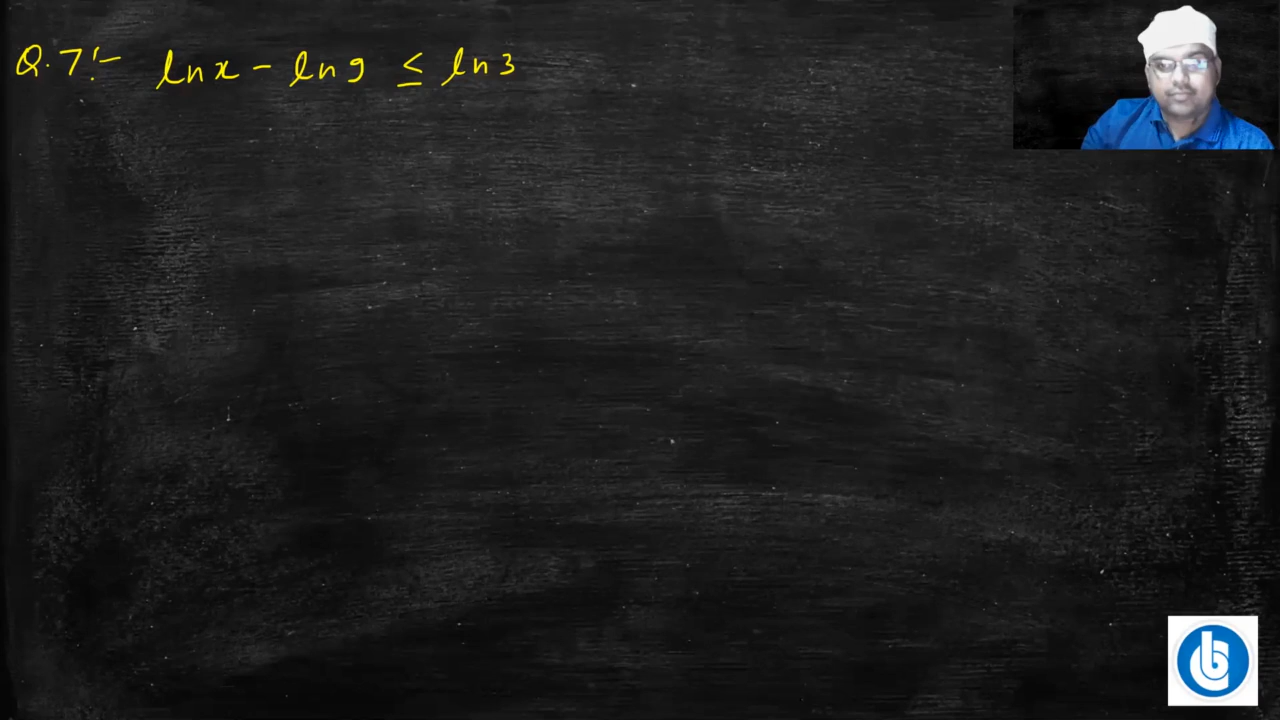 Q.7:- ln x - ln 9 ≤ ln 3